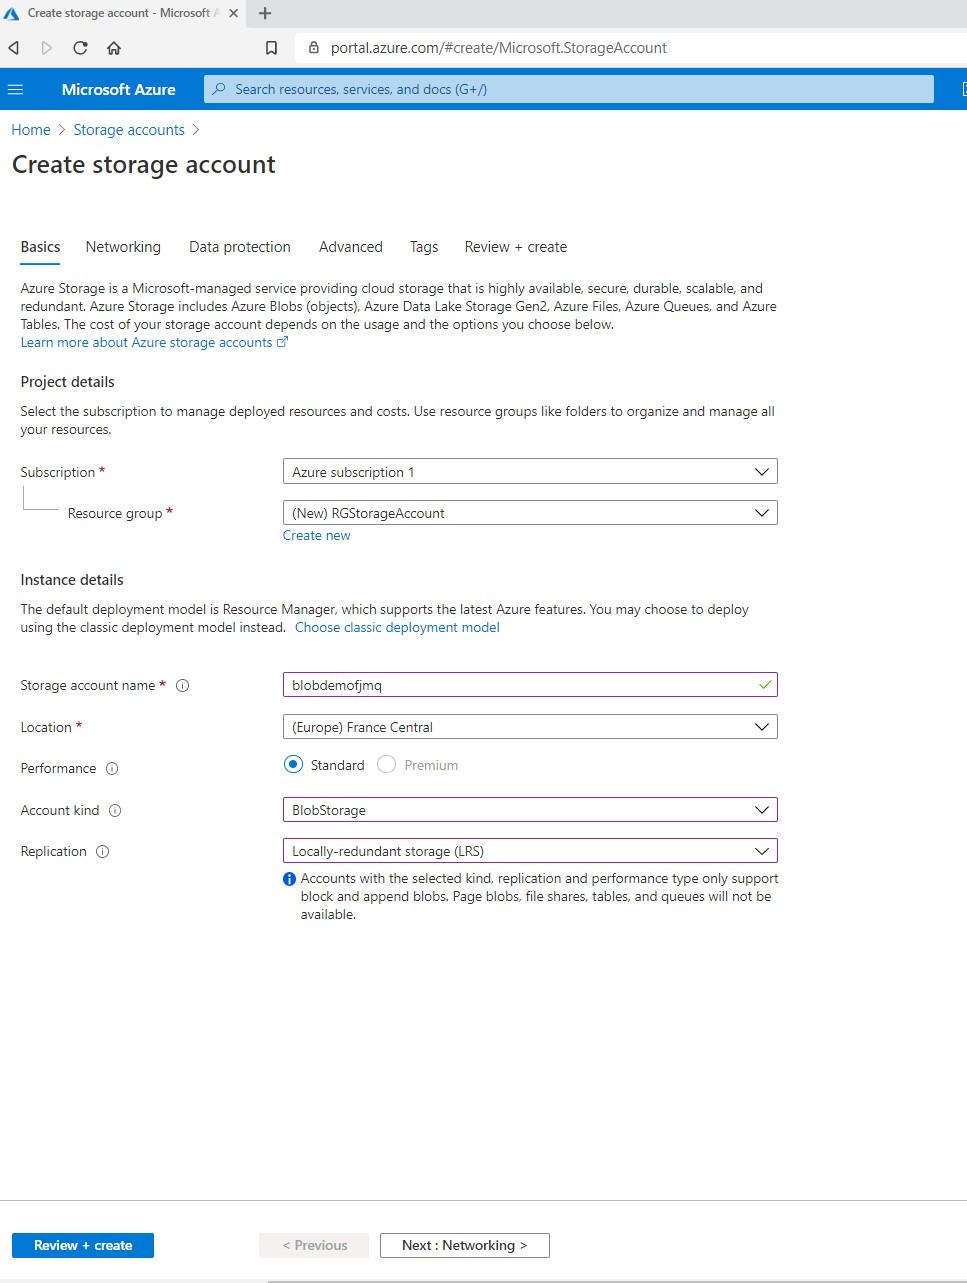 Create storage account - Microsoft A
portal.azure.com/#create/Microsoft.StorageAccount
Microsoft Azure
Search resources, services, and docs (G+/)
Home > Storage accounts >
Create storage account
Basics Networking Data protection Advanced Tags Review + create
Azure Storage is a Microsoft-managed service providing cloud storage that is highly available, secure, durable, scalable, and
redundant. Azure Storage includes Azure Blobs (objects), Azure Data Lake Storage Gen2, Azure Files, Azure Queues, and Azure
Tables. The cost of your storage account depends on the usage and the options you choose below.
Learn more about Azure storage accounts
Project details
Select the subscription to manage deployed resources and costs. Use resource groups like folders to organize and manage all
your resources.
Subscription * Azure subscription 1
Resource group * (New) RGStorageAccount
Create new
Instance details
The default deployment model is Resource Manager, which supports the latest Azure features. You may choose to deploy
using the classic deployment model instead. Choose classic deployment model
Storage account name * blobdemofjmq
Location * (Europe) France Central
Performance Standard Premium
Account kind BlobStorage
Replication Locally-redundant storage (LRS)
Accounts with the selected kind, replication and performance type only support
block and append blobs. Page blobs, file shares, tables, and queues will not be
available.
Review + create < Previous Next : Networking >